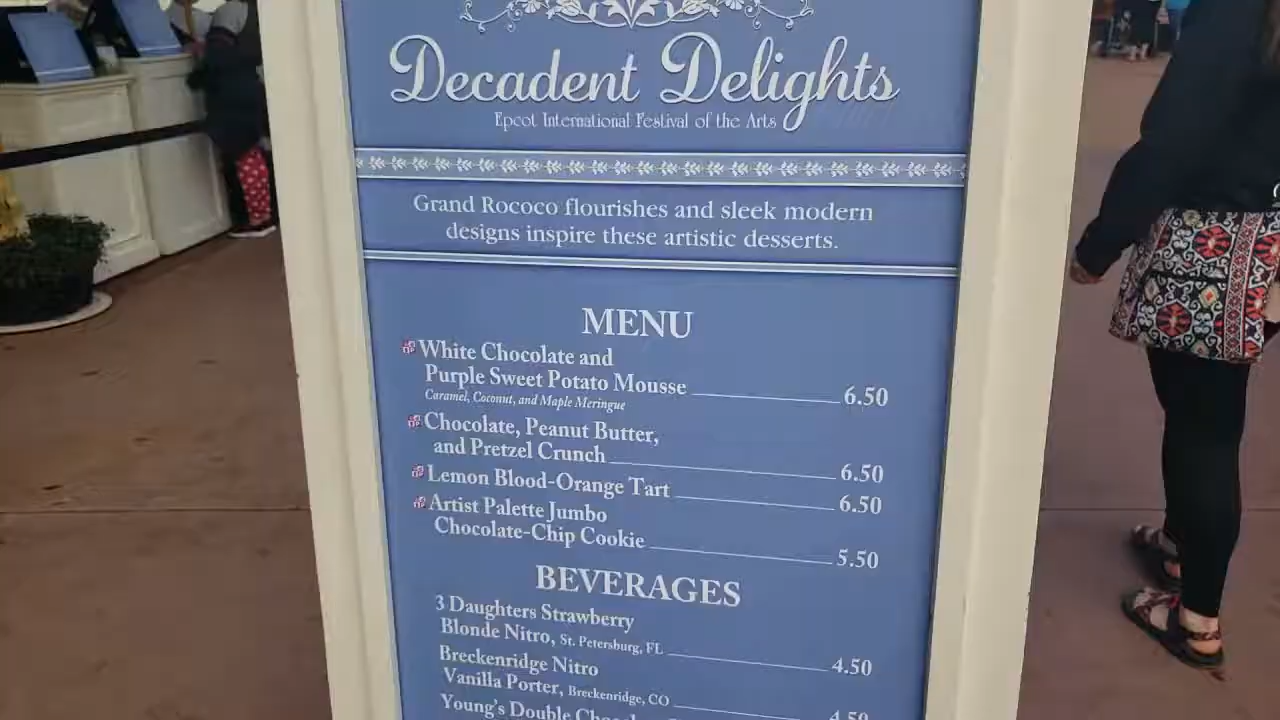 Decadent Delights
Epcot International Festival of the Arts
Grand Rococo flourishes and sleek modern
designs inspire these artistic desserts.
MENU
White Chocolate and
Purple Sweet Potato Mousse 6.50
Caramel, Coconut, and Maple Meringue
Chocolate, Peanut Butter,
and Pretzel Crunch 6.50
Lemon Blood-Orange Tart 6.50
Artist Palette Jumbo
Chocolate-Chip Cookie 5.50
BEVERAGES
3 Daughters Strawberry
Blonde Nitro, St. Petersburg, FL 4.50
Breckenridge Nitro
Vanilla Porter, Breckenridge, CO 4.50
Young's Double